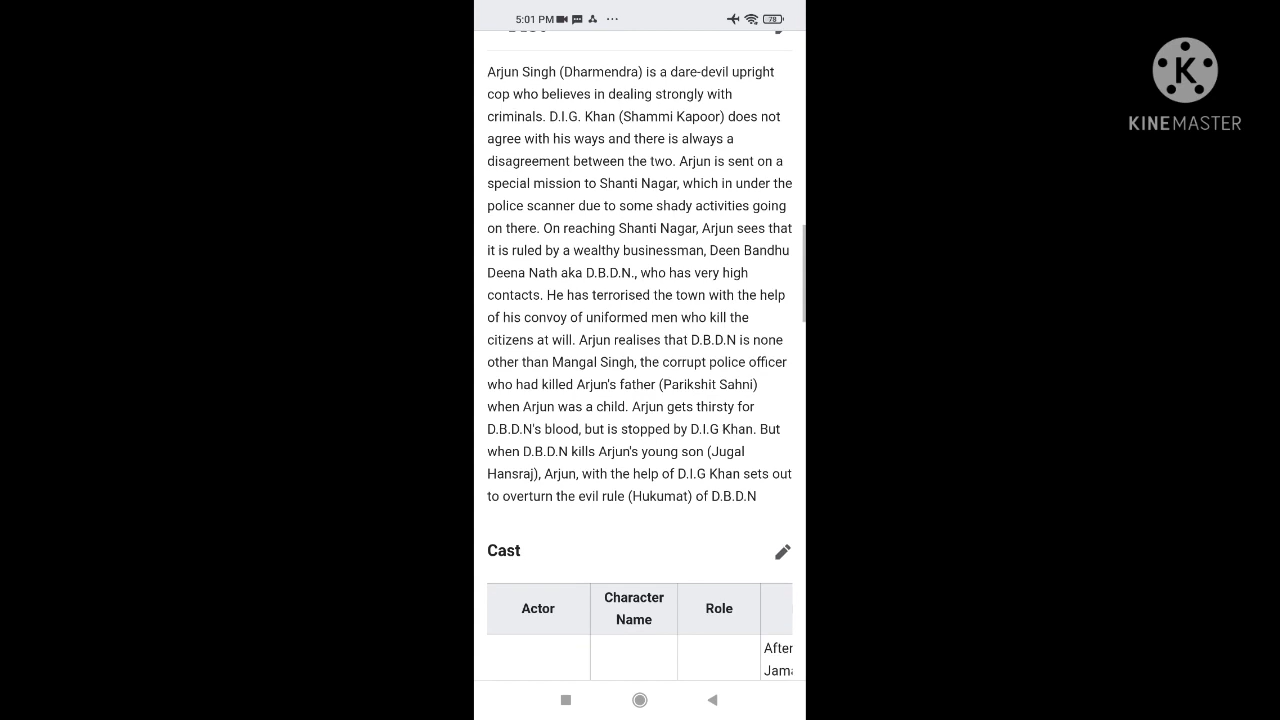 5:01 PM
78
K
KINEMASTER
Arjun Singh (Dharmendra) is a dare-devil upright
cop who believes in dealing strongly with
criminals. D.I.G. Khan (Shammi Kapoor) does not
agree with his ways and there is always a
disagreement between the two. Arjun is sent on a
special mission to Shanti Nagar, which in under the
police scanner due to some shady activities going
on there. On reaching Shanti Nagar, Arjun sees that
it is ruled by a wealthy businessman, Deen Bandhu
Deena Nath aka D.B.D.N., who has very high
contacts. He has terrorised the town with the help
of his convoy of uniformed men who kill the
citizens at will. Arjun realises that D.B.D.N is none
other than Mangal Singh, the corrupt police officer
who had killed Arjun's father (Parikshit Sahni)
when Arjun was a child. Arjun gets thirsty for
D.B.D.N's blood, but is stopped by D.I.G Khan. But
when D.B.D.N kills Arjun's young son (Jugal
Hansraj), Arjun, with the help of D.I.G Khan sets out
to overturn the evil rule (Hukumat) of D.B.D.N
Cast
Actor
Character
Name
Role
After